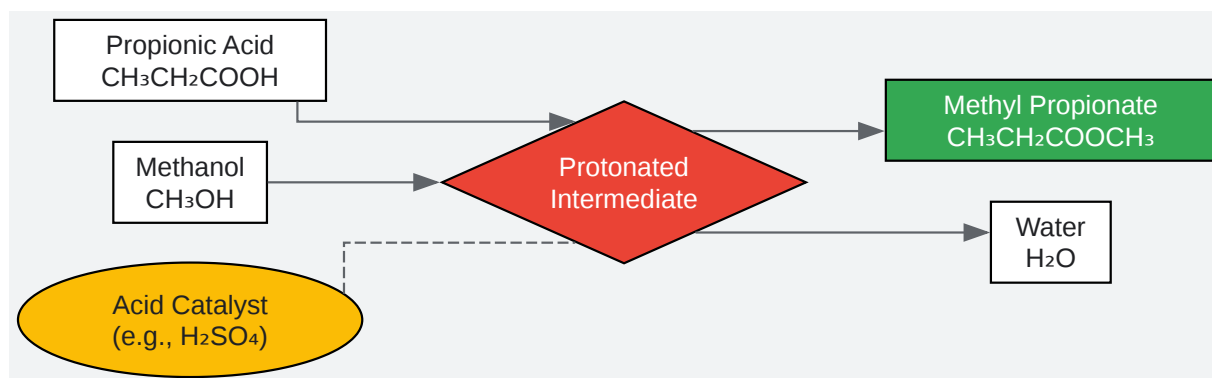 Propionic Acid
CH₃CH₂COOH
Methanol
CH₃OH
Acid Catalyst
(e.g., H₂SO₄)
Protonated
Intermediate
Methyl Propionate
CH₃CH₂COOCH₃
Water
H₂O